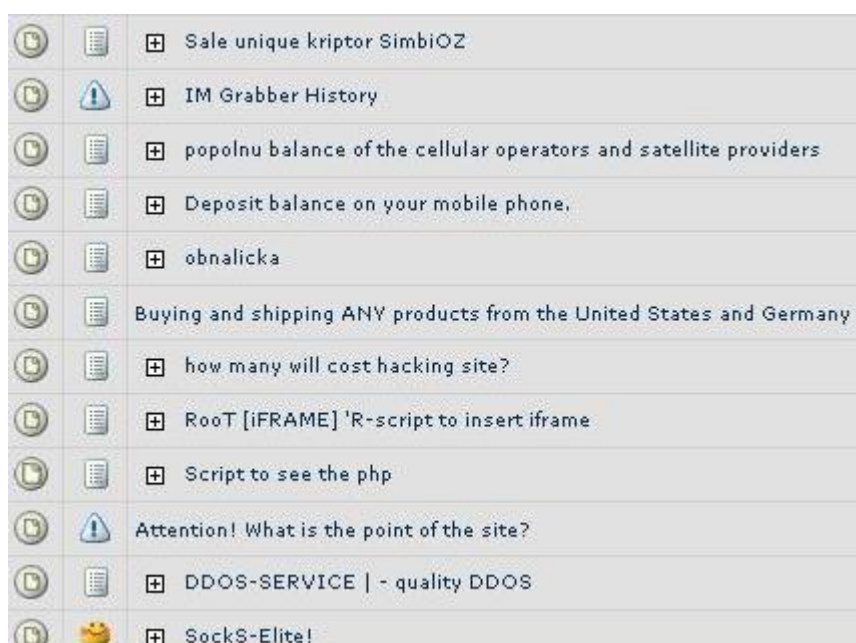 Sale unique kriptor SimbiOZ
IM Grabber History
popolnu balance of the cellular operators and satellite providers
Deposit balance on your mobile phone.
obnalicka
Buying and shipping ANY products from the United States and Germany
how many will cost hacking site?
RooT [iFRAME] 'R-script to insert iframe
Script to see the php
Attention! What is the point of the site?
DDOS-SERVICE | - quality DDOS
SockS-Elite!